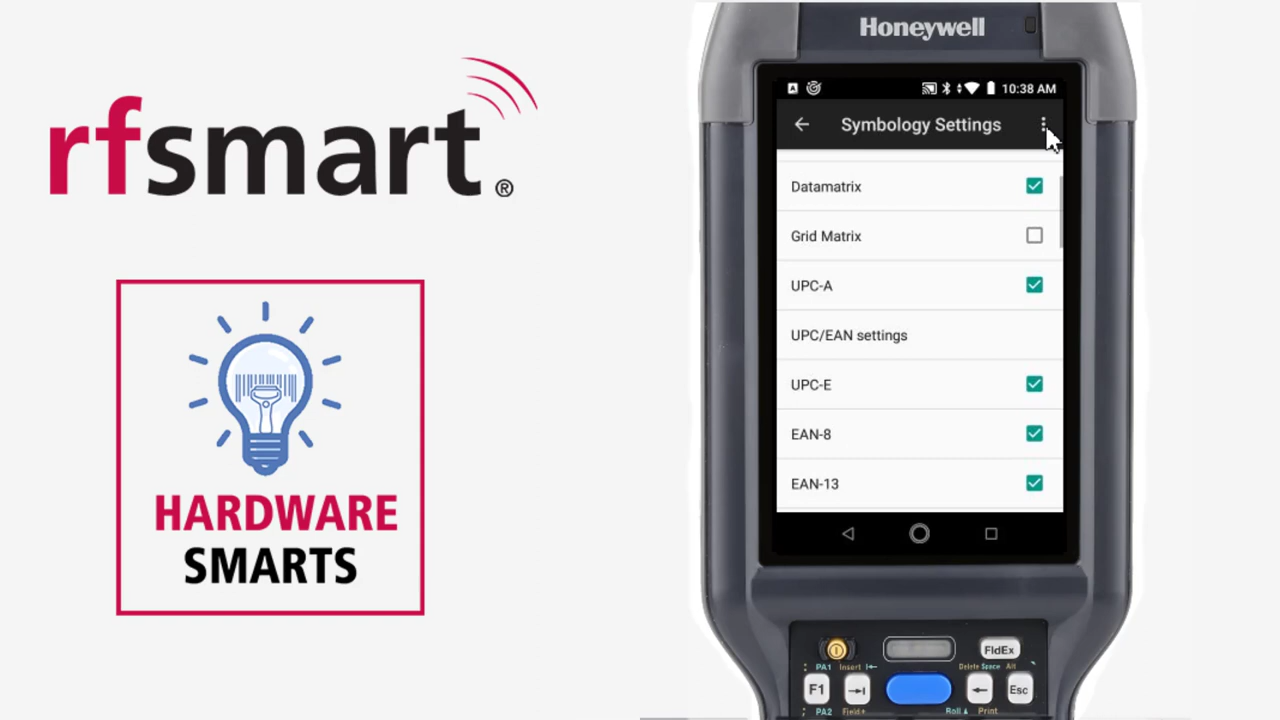 rfsmart®
HARDWARE
SMARTS
Honeywell
A
10:38 AM
Symbology Settings
Datamatrix
Grid Matrix
UPC-A
UPC/EAN settings
UPC-E
EAN-8
EAN-13
FldEx
PA1 Insert
Delete Space Alt
F1
Esc
PA2 Field+
Roll Print